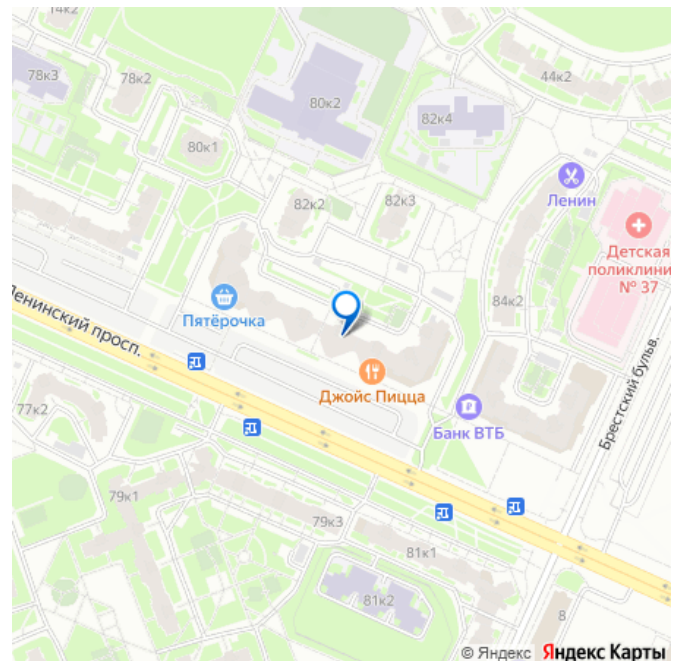 14к2
78к3
78к2
44к2
80к2
82к4
80к1
Ленин
82к2
82к3
Детская
поликлини
№ 37
84к2
Пятёрочка
Ленинский просп.
Джойс Пицца
Брестский бульв.
Банк ВТБ
77к2
79к1
79к3
81к1
81к2
8
© Яндекс Яндекс Карты